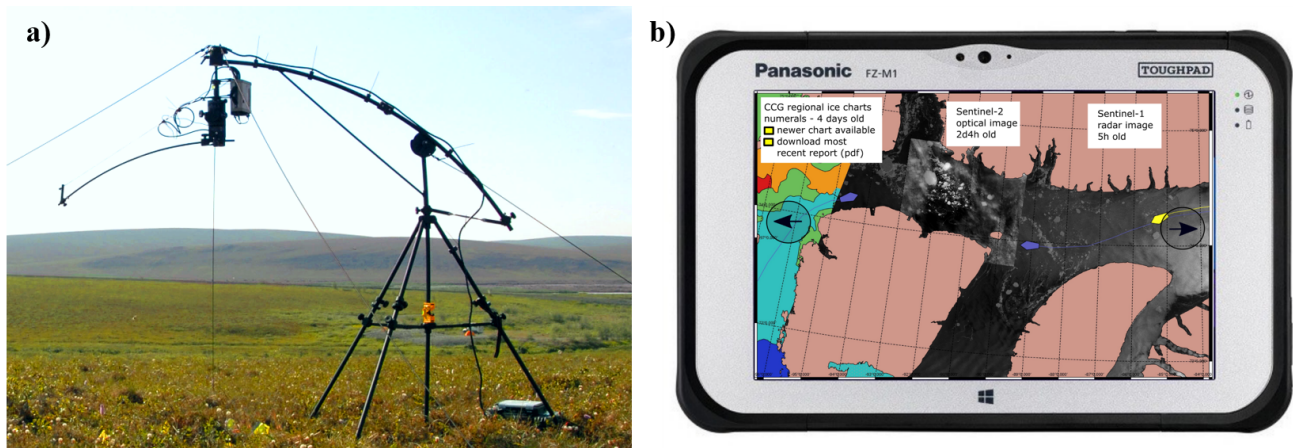 a)
b)
Panasonic FZ-M1
TOUGHPAD
CCG regional ice charts
numerals - 4 days old
newer chart available
download most
recent report (pdf)
Sentinel-2
optical image
2d4h old
Sentinel-1
radar image
5h old